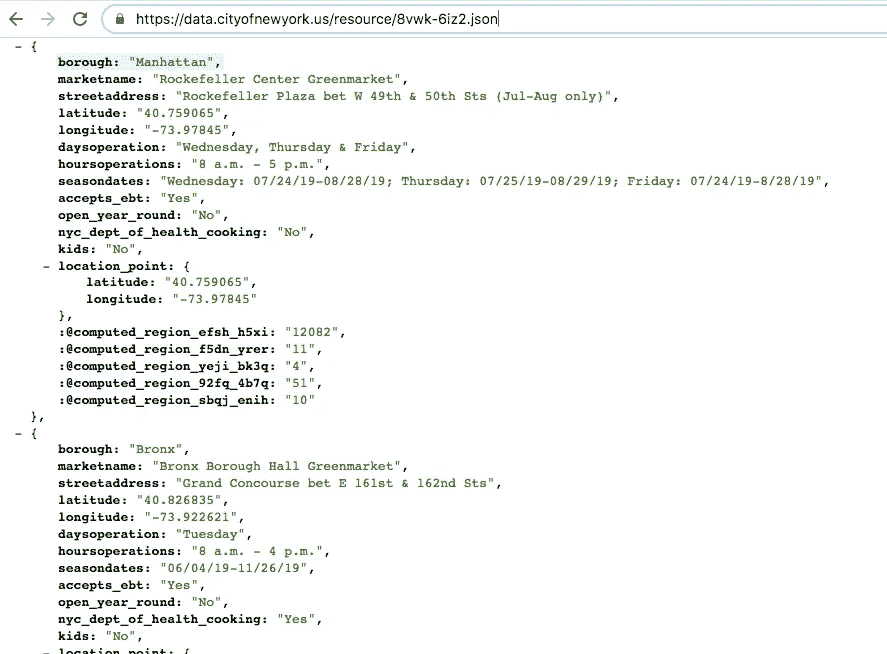 https://data.cityofnewyork.us/resource/8vwk-6iz2.json
- {
borough: "Manhattan",
marketname: "Rockefeller Center Greenmarket",
streetaddress: "Rockefeller Plaza bet W 49th & 50th Sts (Jul-Aug only)",
latitude: "40.759065",
longitude: "-73.97845",
daysoperation: "Wednesday, Thursday & Friday",
hoursoperations: "8 a.m. - 5 p.m.",
seasondates: "Wednesday: 07/24/19-08/28/19; Thursday: 07/25/19-08/29/19; Friday: 07/24/19-8/28/19",
accepts_ebt: "Yes",
open_year_round: "No",
nyc_dept_of_health_cooking: "No",
kids: "No",
- location_point: {
latitude: "40.759065",
longitude: "-73.97845"
},
:@computed_region_efsh_h5xi: "12082",
:@computed_region_f5dn_yrer: "11",
:@computed_region_yeji_bk3q: "4",
:@computed_region_92fq_4b7q: "51",
:@computed_region_sbqj_enih: "10"
},
- {
borough: "Bronx",
marketname: "Bronx Borough Hall Greenmarket",
streetaddress: "Grand Concourse bet E 161st & 162nd Sts",
latitude: "40.826835",
longitude: "-73.922621",
daysoperation: "Tuesday",
hoursoperations: "8 a.m. - 4 p.m.",
seasondates: "06/04/19-11/26/19",
accepts_ebt: "Yes",
open_year_round: "No",
nyc_dept_of_health_cooking: "Yes",
kids: "No",
- location_point: {